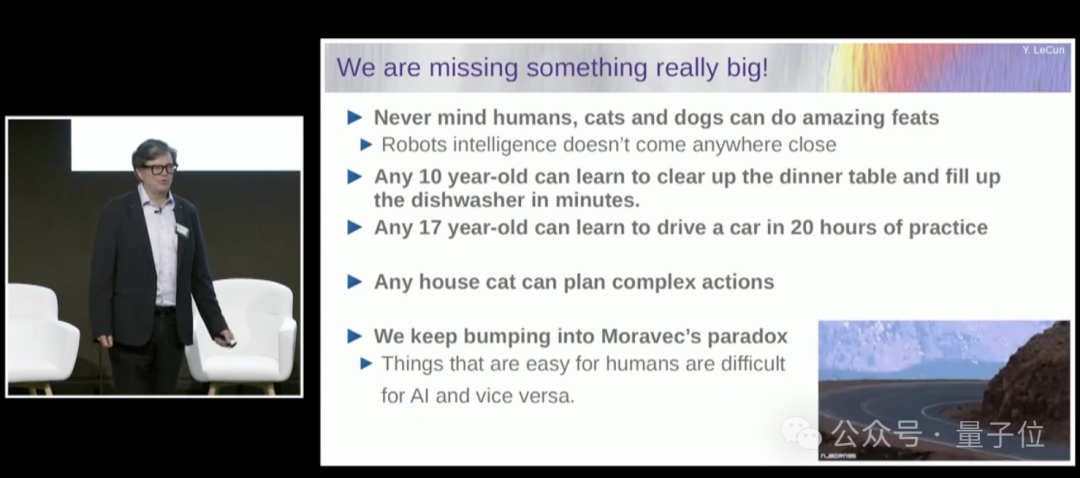 Y. LeCun
We are missing something really big!
► Never mind humans, cats and dogs can do amazing feats
► Robots intelligence doesn't come anywhere close
► Any 10 year-old can learn to clear up the dinner table and fill up
the dishwasher in minutes.
► Any 17 year-old can learn to drive a car in 20 hours of practice
► Any house cat can plan complex actions
► We keep bumping into Moravec's paradox
► Things that are easy for humans are difficult
for AI and vice versa.
公众号 · 量子位